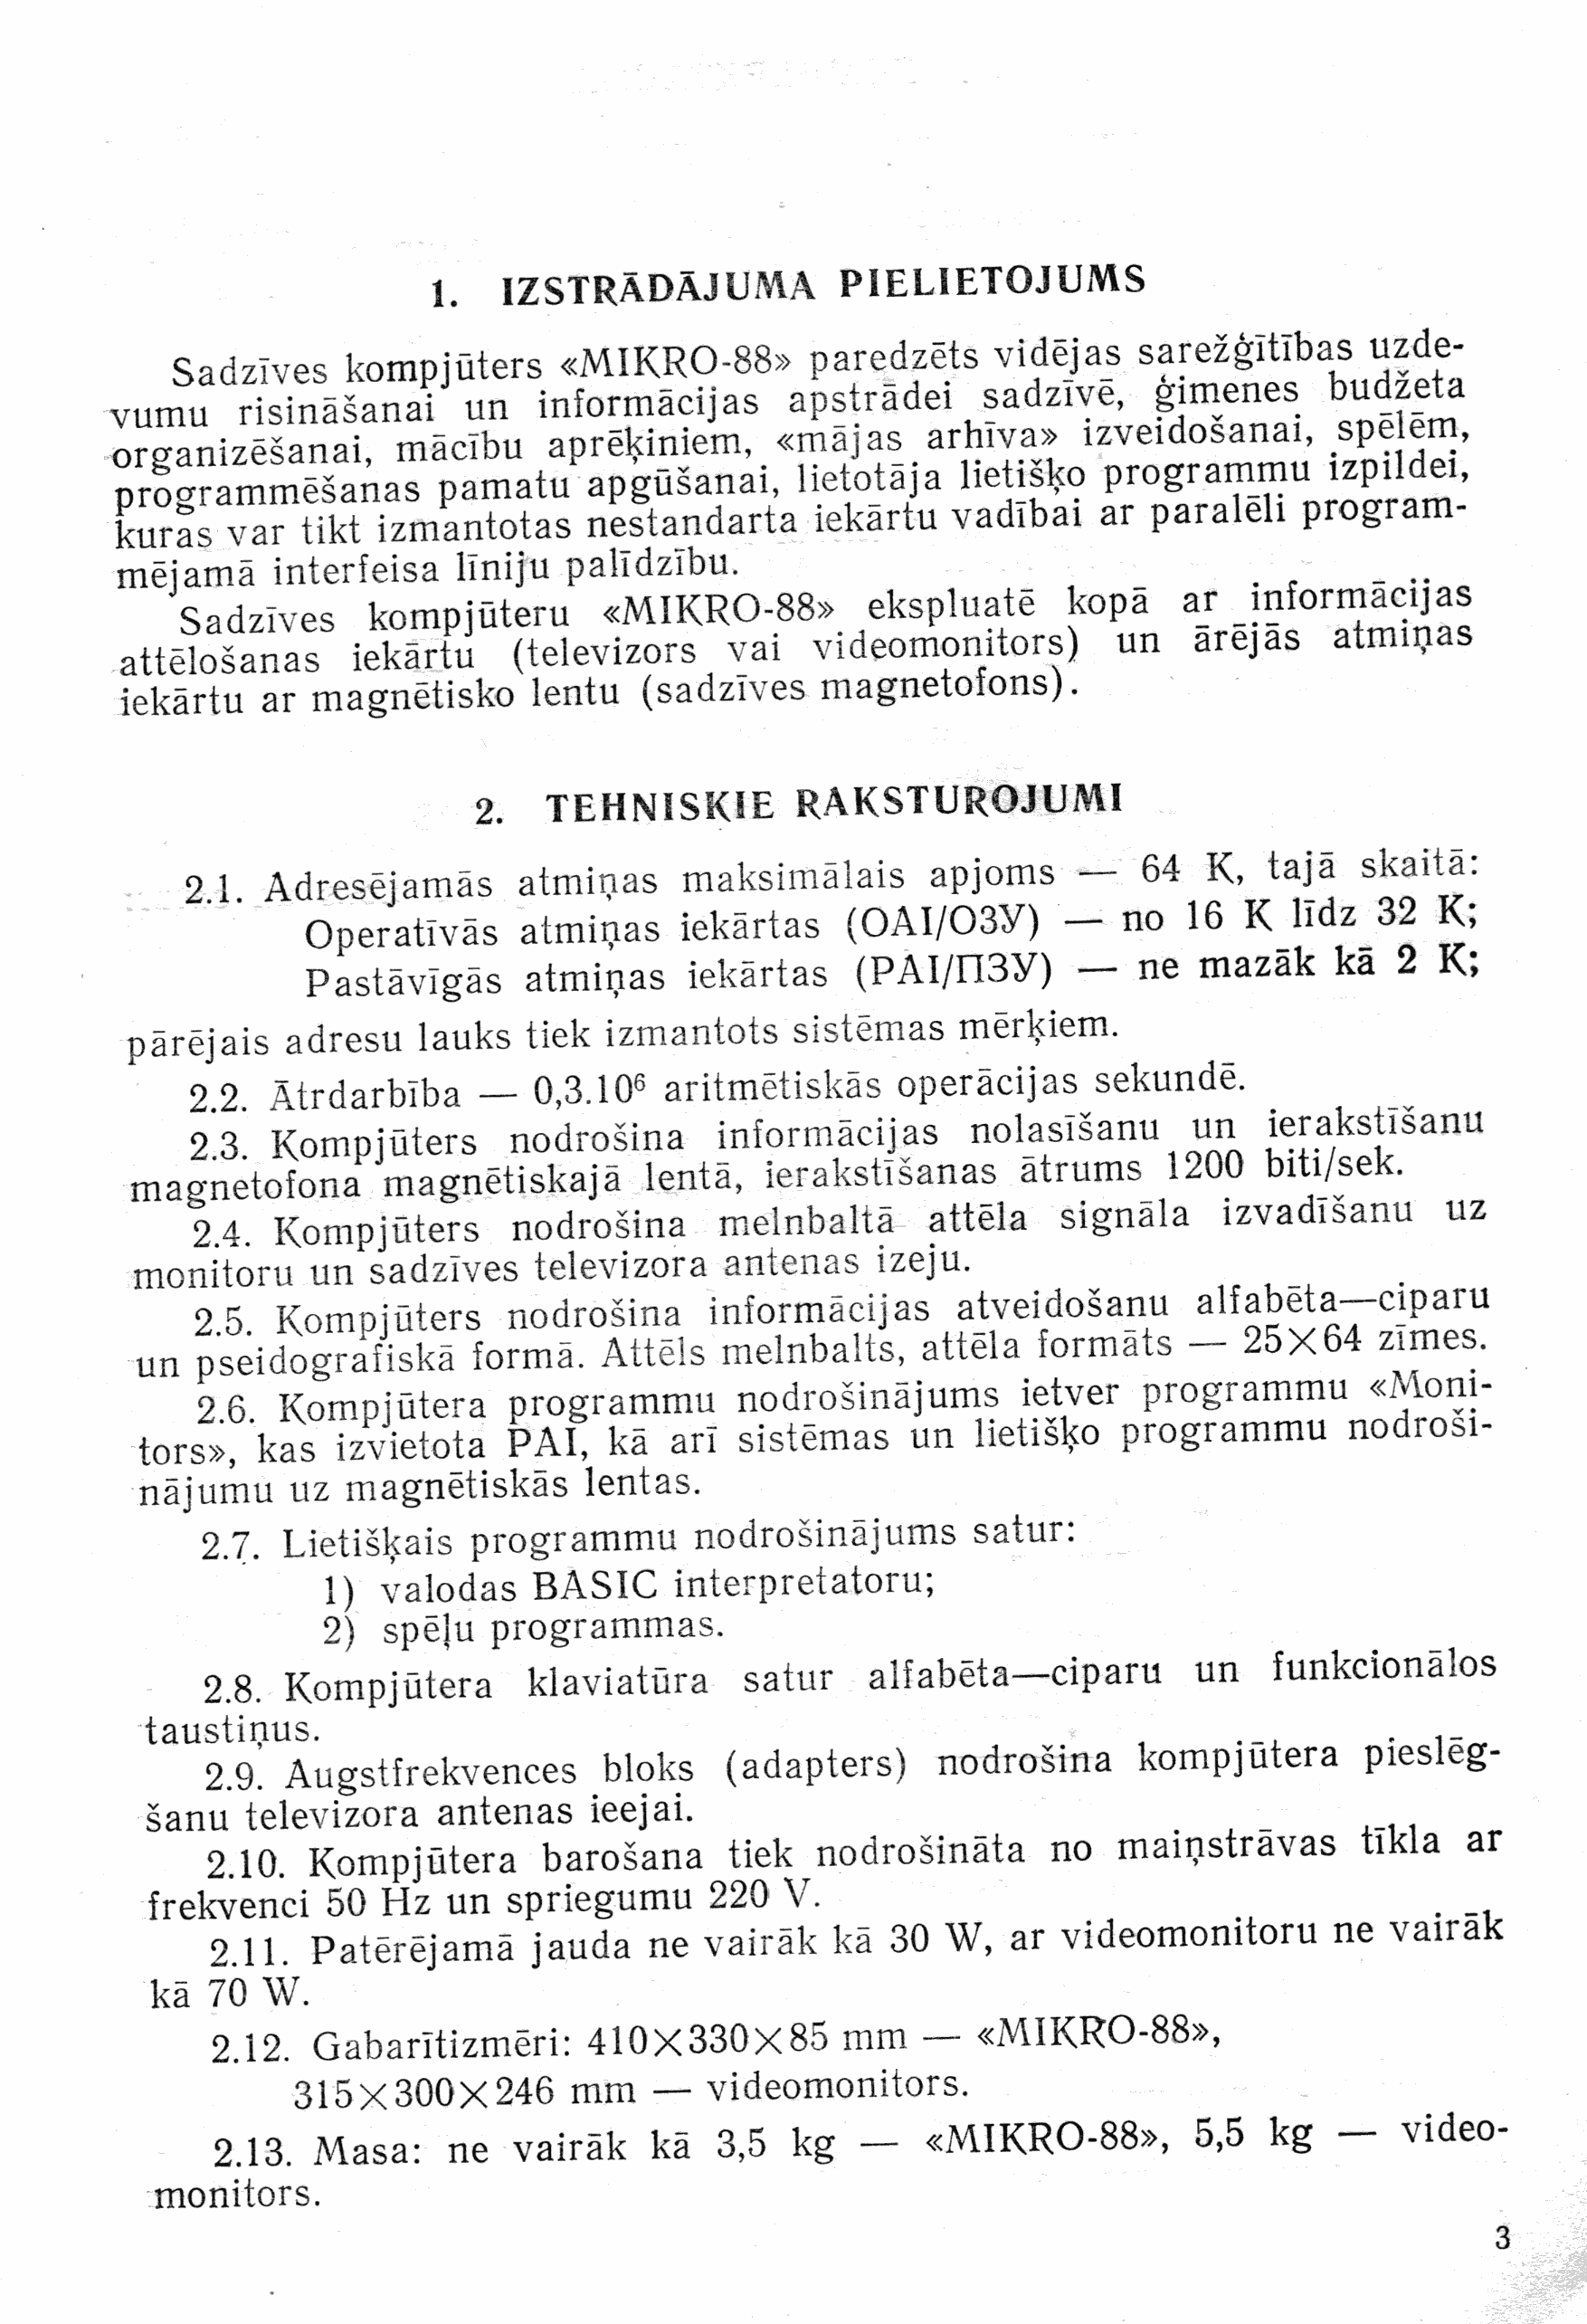 1. IZSTRĀDĀJUMA PIELIETOJUMS
Sadzīves kompjūters «MIKRO-88» paredzēts vidējas sarežģītības uzde-
vumu risināšanai un informācijas apstrādei sadzīvē, ģimenes budžeta
organizēšanai, mācību aprēķiniem, «mājas arhīva» izveidošanai, spēlēm,
programmēšanas pamatu apgūšanai, lietotāja lietišķo programmu izpildei,
kuras var tikt izmantotas nestandarta iekārtu vadībai ar paralēli program-
mējamā interfeisa līniju palīdzību.
Sadzīves kompjūteru «MIKRO-88» ekspluatē kopā ar informācijas
attēlošanas iekārtu (televizors vai videomonitors) un ārējās atmiņas
iekārtu ar magnētisko lentu (sadzīves magnetofons).
2. TEHNISKIE RAKSTUROJUMI
2.1. Adresējamās atmiņas maksimālais apjoms — 64 K, tajā skaitā:
Operatīvās atmiņas iekārtas (OAI/ОЗУ) — no 16 K līdz 32 K;
Pastāvīgās atmiņas iekārtas (PAI/ПЗУ) — ne mazāk kā 2 K;
pārējais adresu lauks tiek izmantots sistēmas mērķiem.
2.2. Ātrdarbība — 0,3.10⁶ aritmētiskās operācijas sekundē.
2.3. Kompjūters nodrošina informācijas nolasīšanu un ierakstīšanu
magnetofona magnētiskajā lentā, ierakstīšanas ātrums 1200 biti/sek.
2.4. Kompjūters nodrošina melnbaltā attēla signāla izvadīšanu uz
monitoru un sadzīves televizora antenas izeju.
2.5. Kompjūters nodrošina informācijas atveidošanu alfabēta—ciparu
un pseidografiskā formā. Attēls melnbalts, attēla formāts — 25×64 zīmes.
2.6. Kompjūtera programmu nodrošinājums ietver programmu «Moni-
tors», kas izvietota PAI, kā arī sistēmas un lietišķo programmu nodroši-
nājumu uz magnētiskās lentas.
2.7. Lietišķais programmu nodrošinājums satur:
1) valodas BASIC interpretatoru;
2) spēļu programmas.
2.8. Kompjūtera klaviatūra satur alfabēta—ciparu un funkcionālos
taustiņus.
2.9. Augstfrekvences bloks (adapters) nodrošina kompjūtera pieslēg-
šanu televizora antenas ieejai.
2.10. Kompjūtera barošana tiek nodrošināta no maiņstrāvas tīkla ar
frekvenci 50 Hz un spriegumu 220 V.
2.11. Patērējamā jauda ne vairāk kā 30 W, ar videomonitoru ne vairāk
kā 70 W.
2.12. Gabarītizmēri: 410×330×85 mm — «MIKRO-88»,
315×300×246 mm — videomonitors.
2.13. Masa: ne vairāk kā 3,5 kg — «MIKRO-88», 5,5 kg — video-
monitors.
3